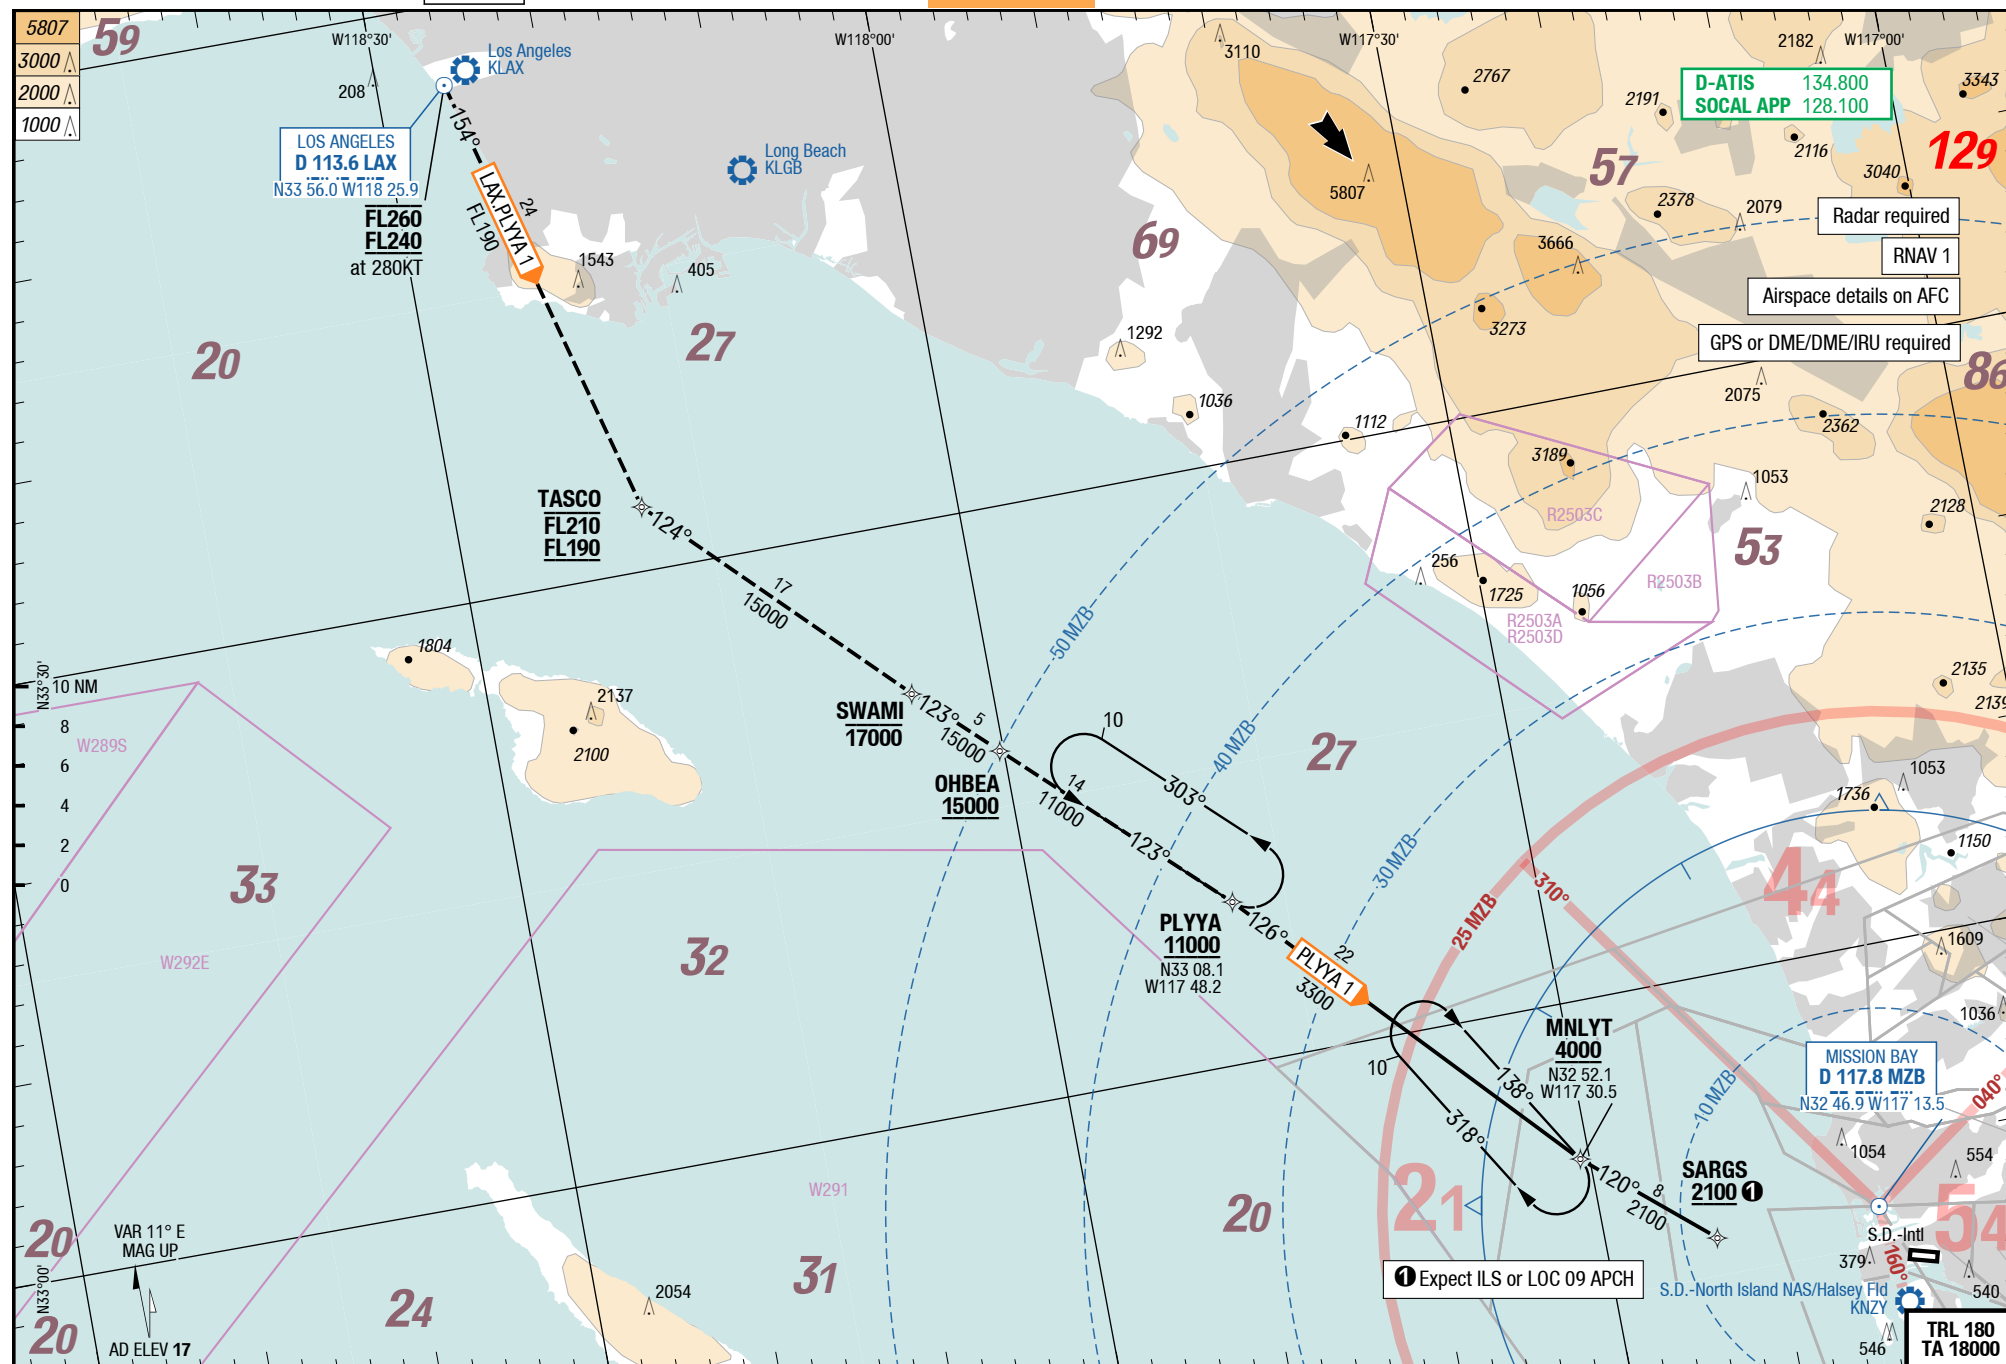 5807
3000
2000
1000
59
W118°30'
W118°00'
W117°30'
W117°00'
Los Angeles
KLAX
208
LOS ANGELES
D 113.6 LAX
N33 56.0 W118 25.9
FL260
FL240
at 280KT
154°
LAX.PLYYA 1
24
FL190
Long Beach
KLGB
1543
405
3110
2767
5807
2182
D-ATIS 134.800
SOCAL APP 128.100
2191
3343
2116
129
57
3040
2378
2079
Radar required
RNAV 1
Airspace details on AFC
GPS or DME/DME/IRU required
69
3666
3273
1292
1036
1112
20
27
2075
86
2362
3189
1053
R2503C
2128
53
256
1725
1056
R2503B
R2503A
R2503D
TASCO
FL210
FL190
124°
17
15000
50 MZB
1804
2137
2100
N33°30'
10 NM
8
6
4
2
0
W289S
SWAMI
17000
123°
5
15000
OHBEA
15000
14
11000
10
303°
123°
40 MZB
27
2135
2139
1053
1736
1150
30 MZB
33
W292E
32
PLYYA
11000
N33 08.1
W117 48.2
126°
PLYYA 1
22
3300
25 MZB
310°
44
1609
1036
MNLYT
4000
N32 52.1
W117 30.5
10
138°
318°
10 MZB
MISSION BAY
D 117.8 MZB
N32 46.9 W117 13.5
040°
1054
554
W291
20
21
120°
8
2100
SARGS
2100 1
54
S.D.-Intl
379
160°
1 Expect ILS or LOC 09 APCH
S.D.-North Island NAS/Halsey Fld
KNZY
540
546
TRL 180
TA 18000
20
VAR 11° E
MAG UP
N33°00'
20
AD ELEV 17
24
31
2054